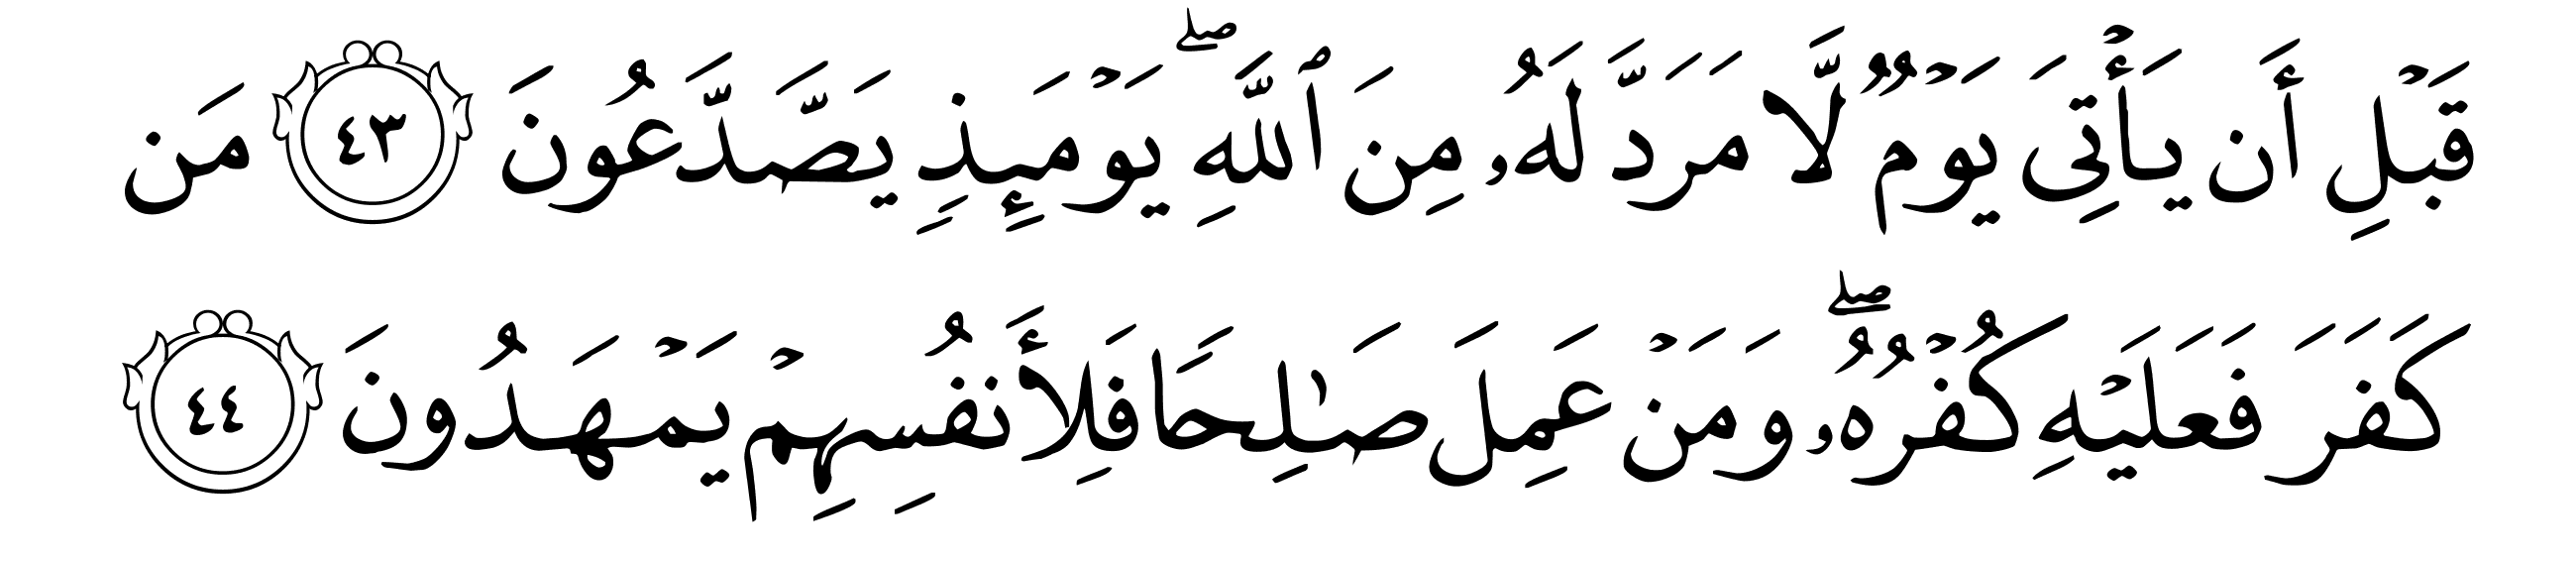 قَبْلِ أَن يَأْتِىَ يَوْمٌ لَّا مَرَدَّ لَهُۥ مِنَ ٱللَّهِ ۖ يَوْمَئِذٍ يَصَّدَّعُونَ ٤٣ مَن
كَفَرَ فَعَلَيْهِ كُفْرُهُۥ ۖ وَمَنْ عَمِلَ صَـٰلِحًا فَلِأَنفُسِهِمْ يَمْهَدُونَ ٤٤